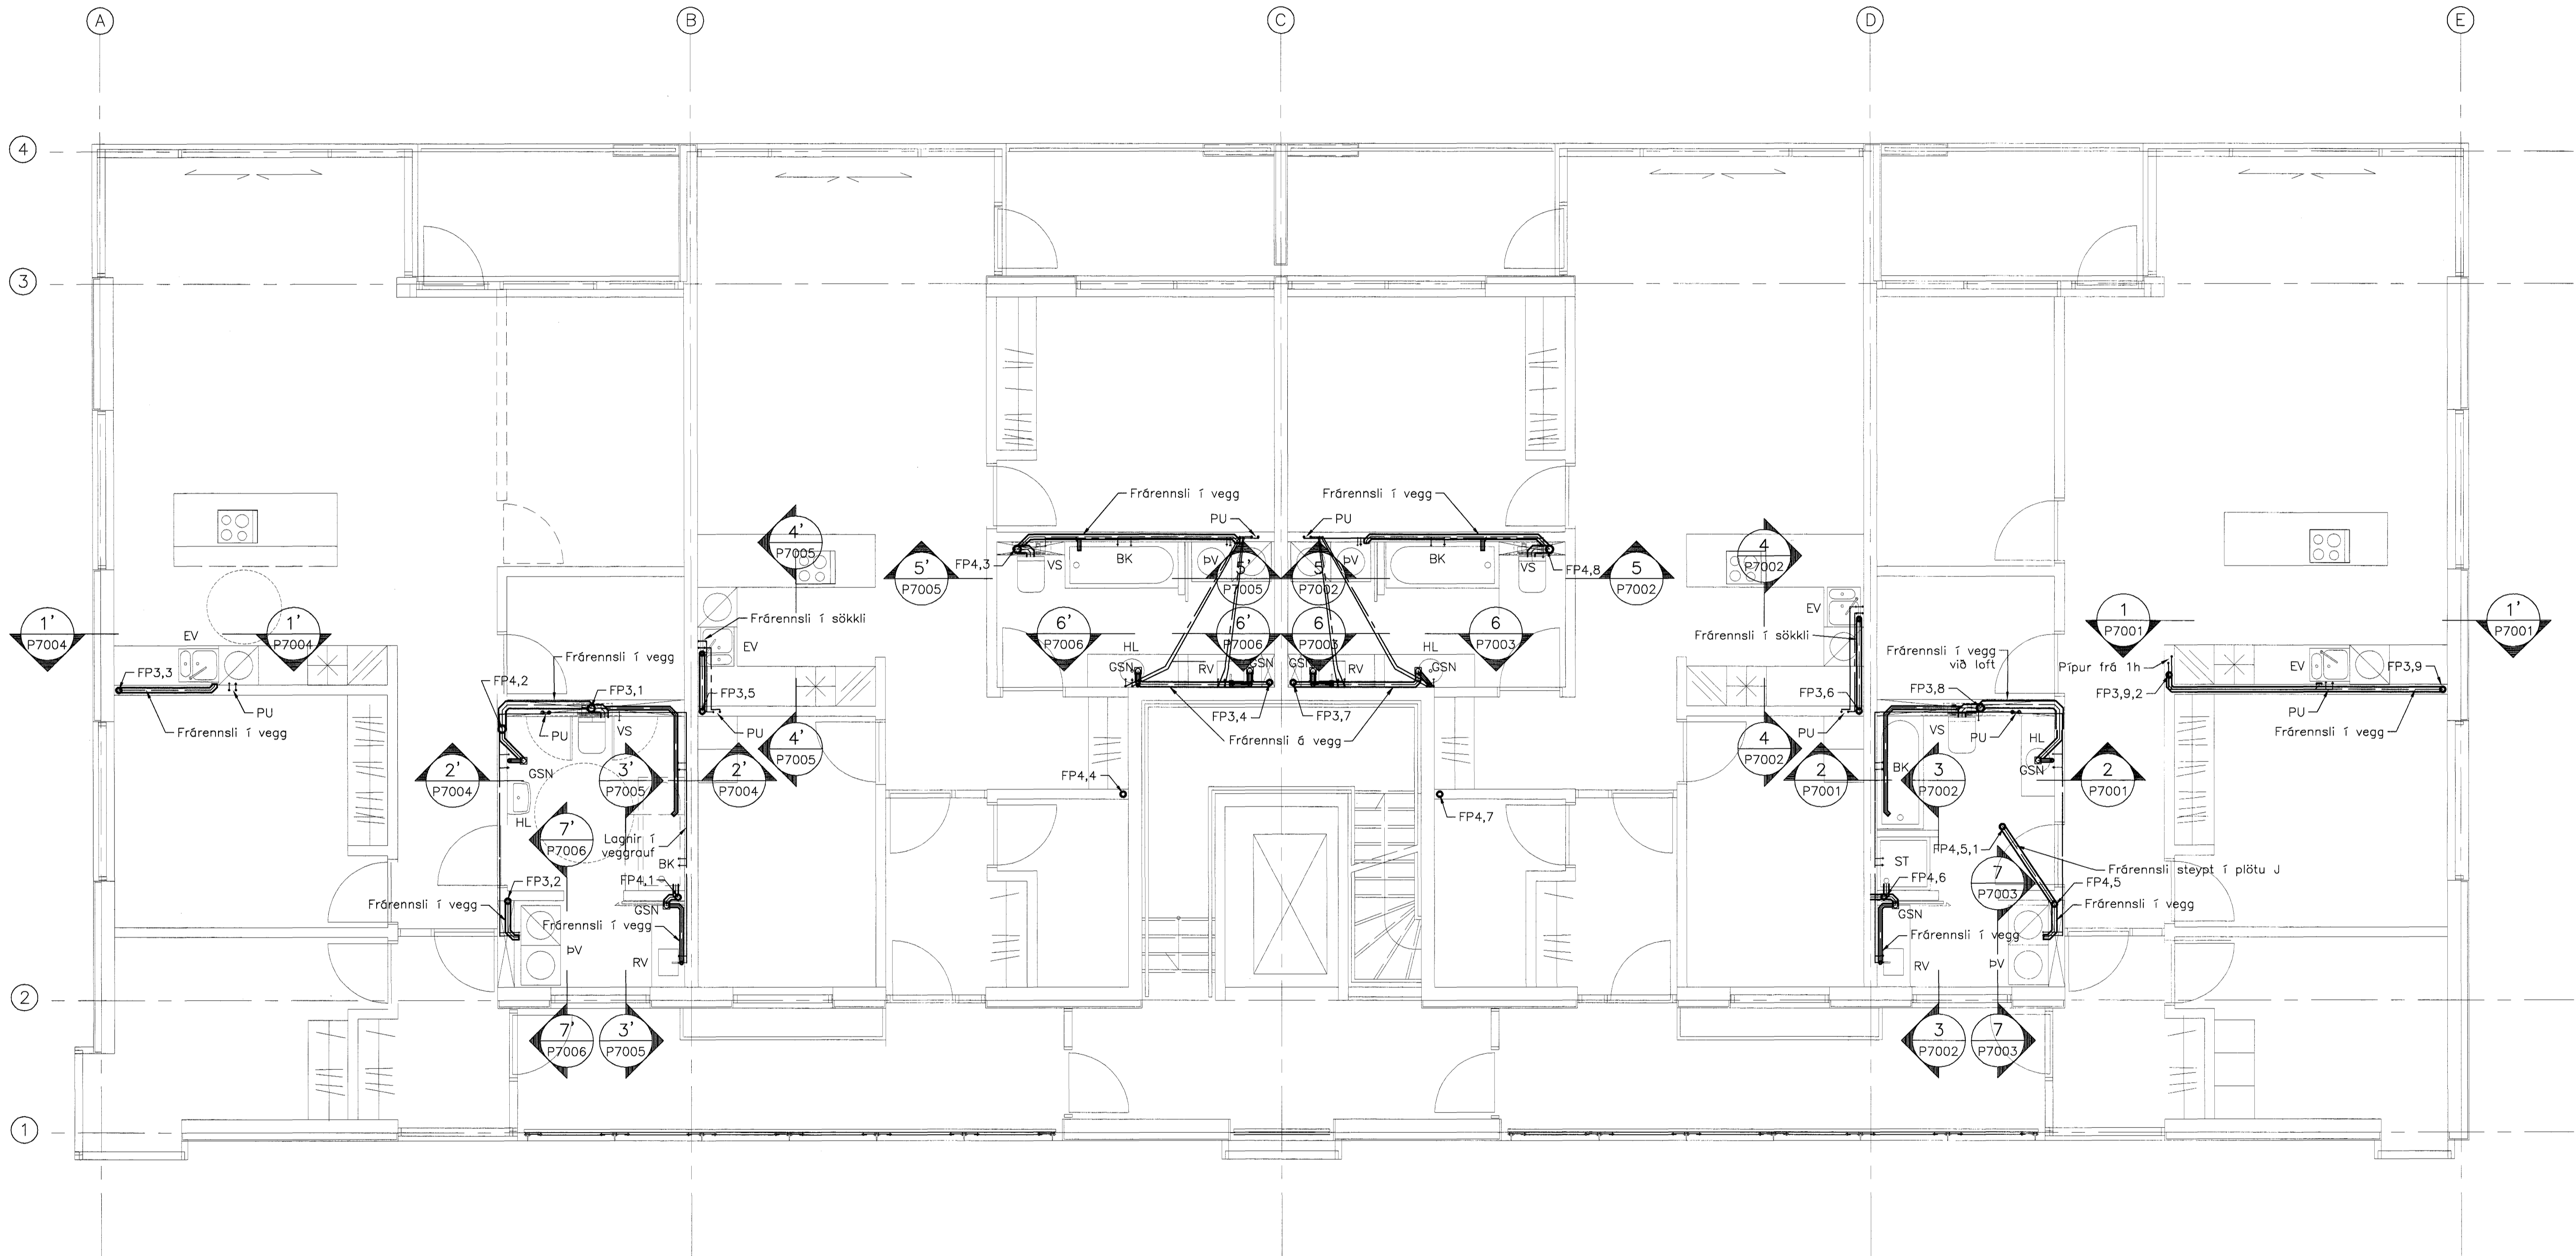 A
B
C
D
E
4
3
Frárennsli í vegg
Frárennsli í vegg
PU
PU
4'
P7005
4
P7002
FP4,3
VS
BK
ÞV
5'
P7005
5'
P7005
5
P7002
ÞV
BK
VS
FP4,8
5
P7002
1'
P7004
EV
1'
P7004
Frárennsli í sökkli
EV
6'
P7006
HL
6'
P7006
6
P7003
HL
6
P7003
EV
Frárennsli í sökkli
1
P7001
1'
P7001
Frárennsli í vegg
Frárennsli í vegg
við loft
Pípur frá 1h
EV
FP3,9
FP3,3
PU
GSN
RV
GSN
GSN
RV
GSN
FP4,2
FP3,1
FP3,5
FP3,6
FP3,8
FP3,9,2
PU
Frárennsli í vegg
FP3,4
FP3,7
Frárennsli í vegg
PU
VS
PU
4'
P7005
Frárennsli á vegg
4
P7002
PU
VS
PU
HL
2'
P7004
GSN
3'
P7005
2'
P7004
FP4,4
FP4,7
2
P7001
BK
3
P7002
GSN
2
P7001
HL
7'
P7006
Lagnir í
veggrauf
BK
FP4,1
FP3,2
Frárennsli í vegg
GSN
Frárennsli í vegg
ÞV
RV
FP4,5,1
ST
FP4,6
7
P7003
Frárennsli steypt í plötu J
FP4,5
Frárennsli í vegg
GSN
Frárennsli í vegg
RV
ÞV
2
7'
P7006
3'
P7005
3
P7002
7
P7003
1